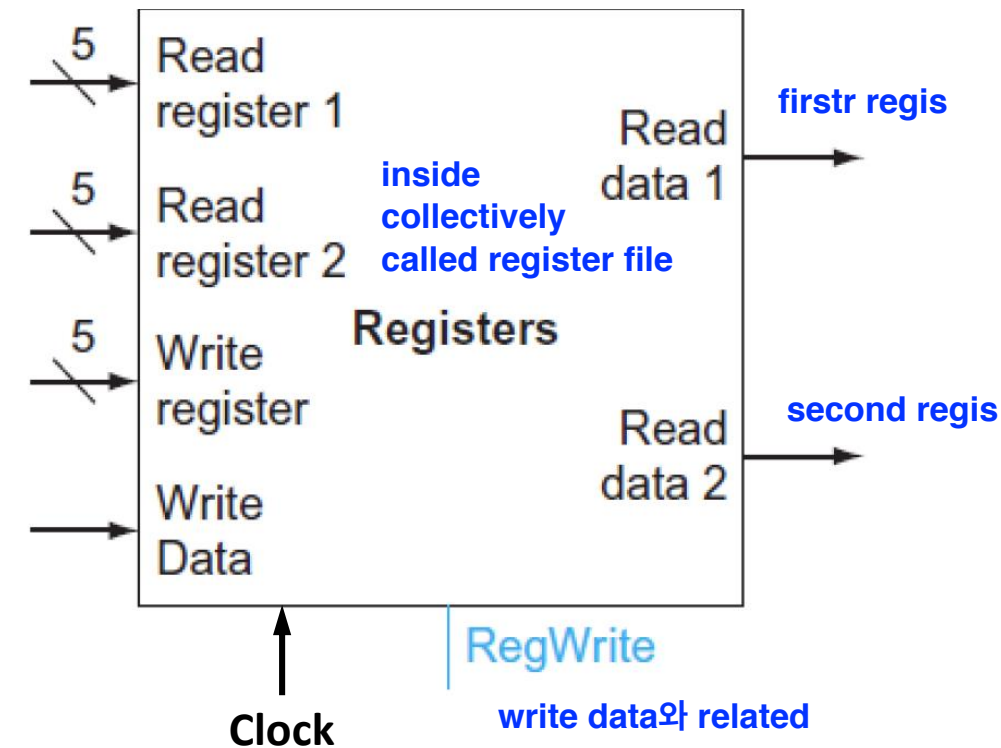 5
Read
register 1
5
Read
register 2
5
Write
register
Write
Data
inside
collectively
called register file
Registers
Read
data 1
firstr regis
Read
data 2
second regis
RegWrite
Clock
write data와 related